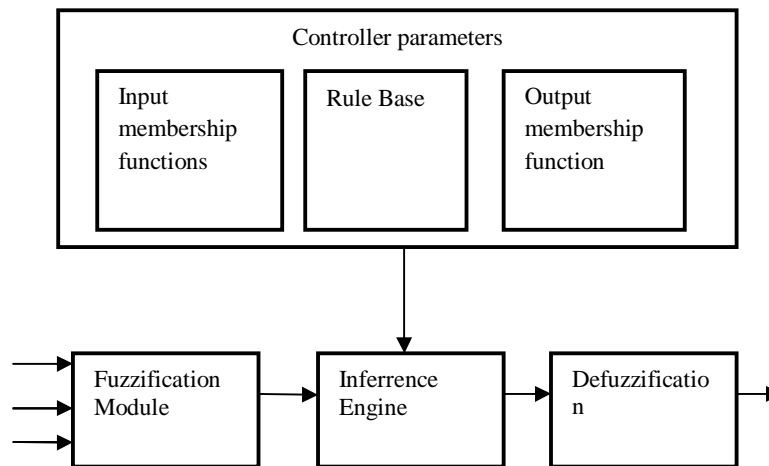 Controller parameters
Input
membership
functions
Rule Base
Output
membership
function
Fuzzification
Module
Inferrence
Engine
Defuzzificatio
n